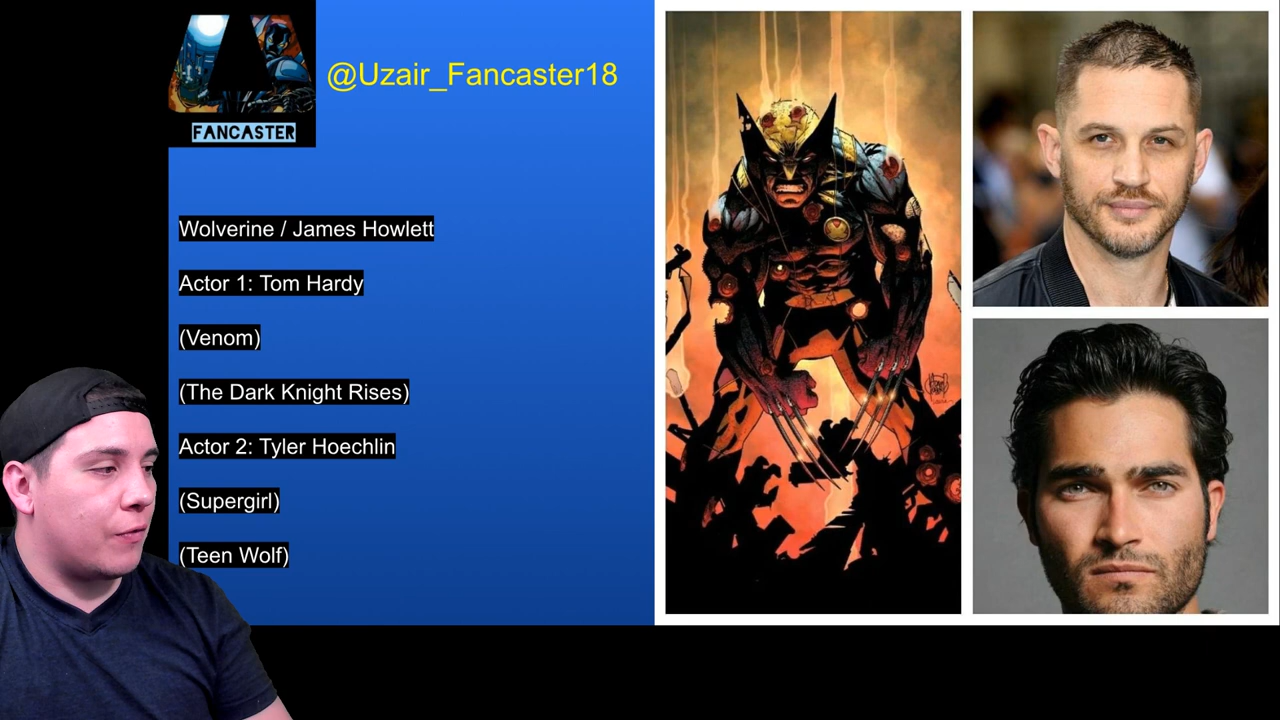 @Uzair_Fancaster18
FANCASTER
Wolverine / James Howlett
Actor 1: Tom Hardy
(Venom)
(The Dark Knight Rises)
Actor 2: Tyler Hoechlin
(Supergirl)
(Teen Wolf)